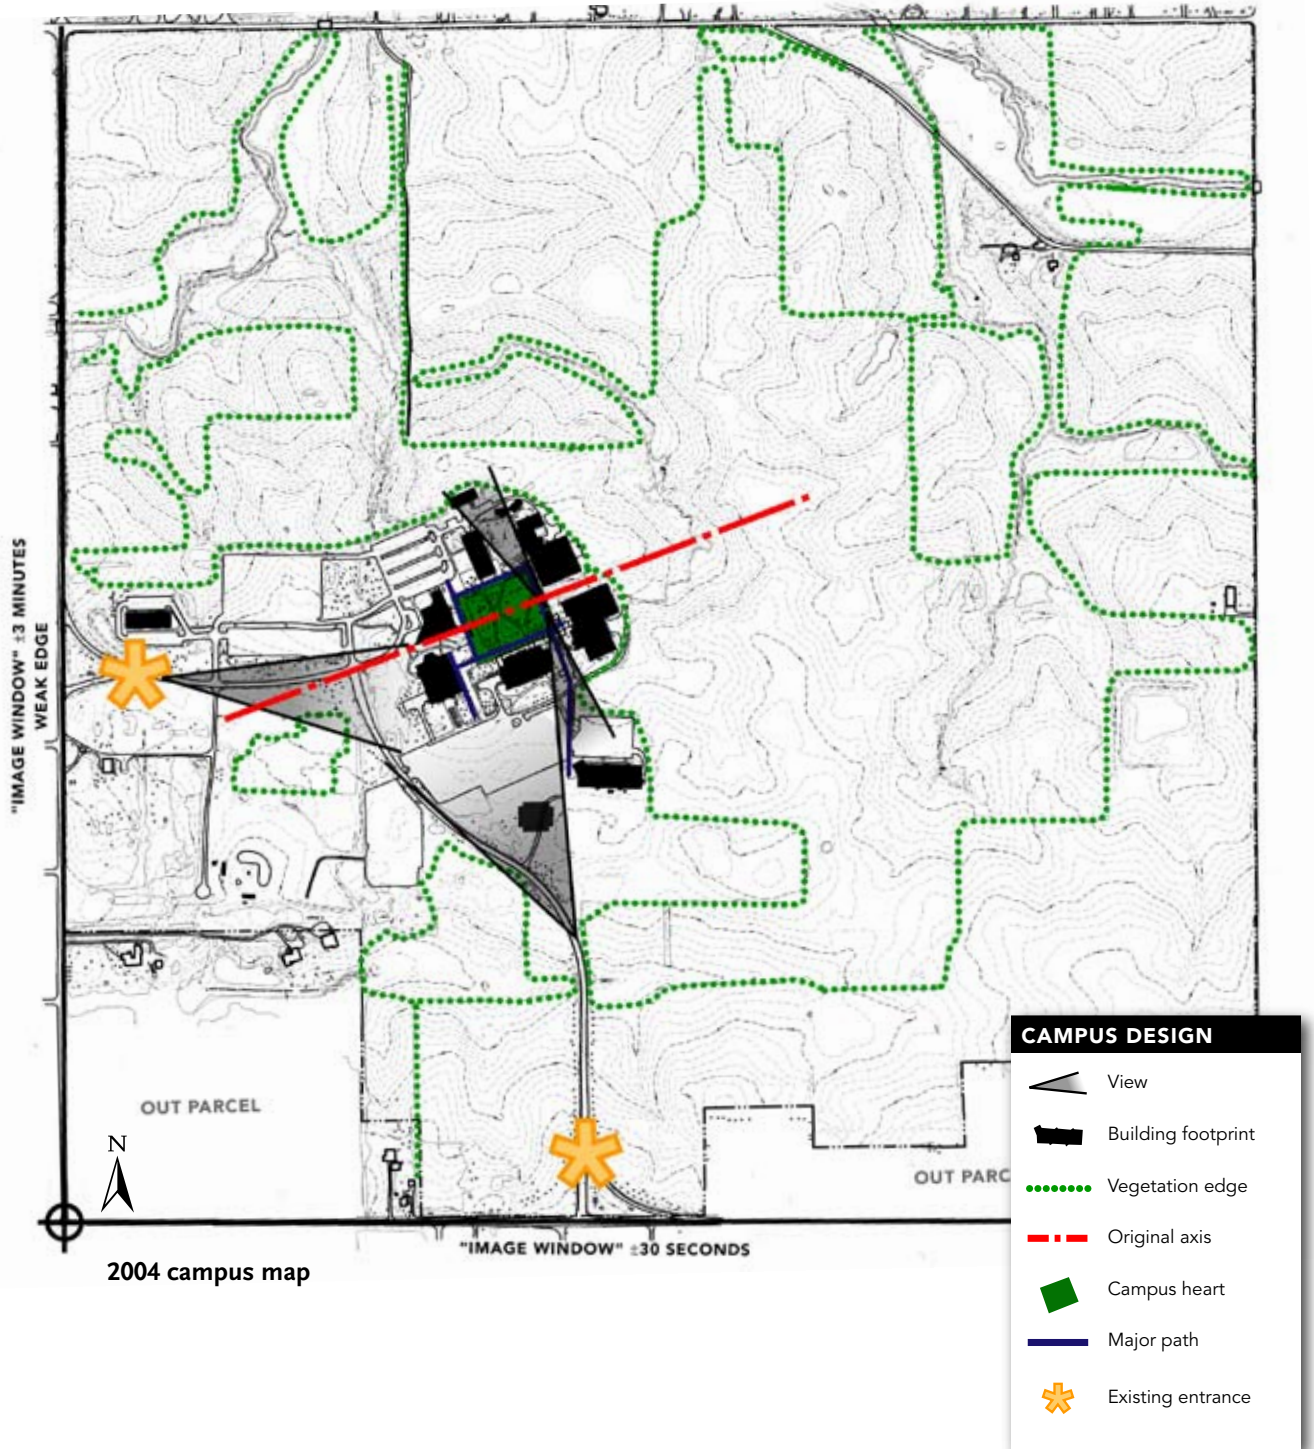 "IMAGE WINDOW" ±3 MINUTES
WEAK EDGE
OUT PARCEL
N
OUT PARC
"IMAGE WINDOW" ±30 SECONDS
2004 campus map
CAMPUS DESIGN
View
Building footprint
Vegetation edge
Original axis
Campus heart
Major path
Existing entrance